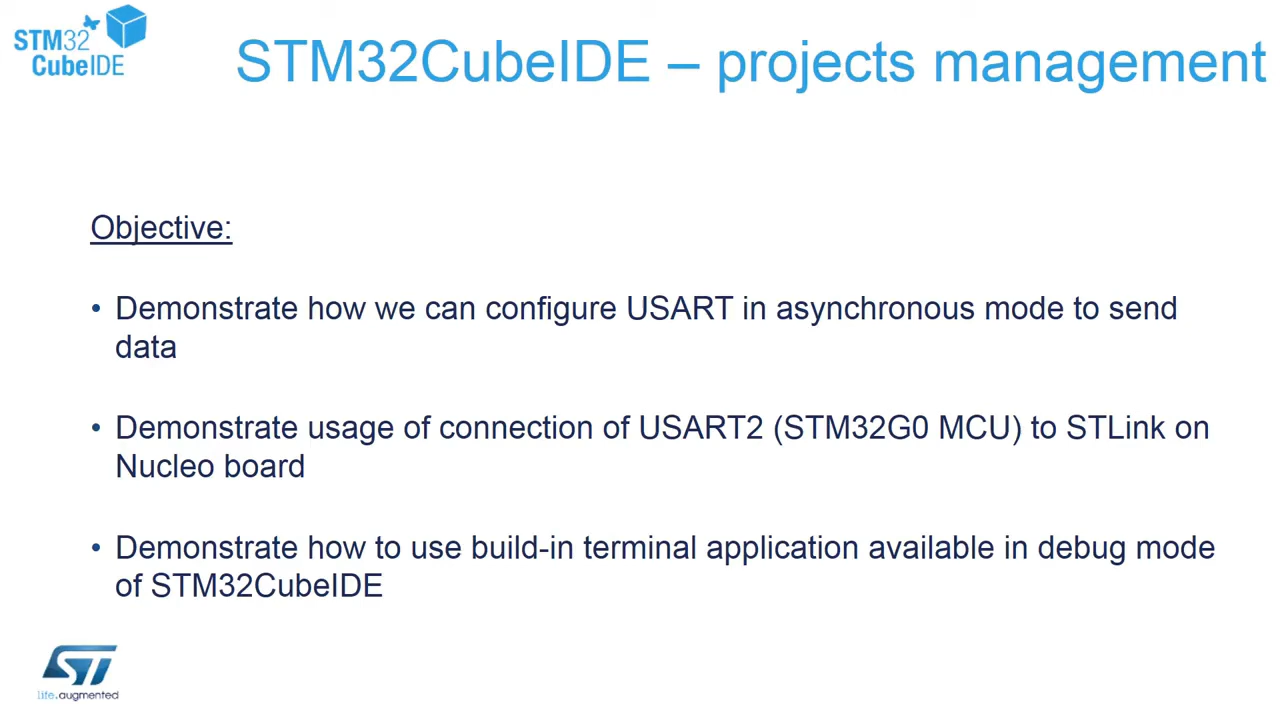 STM32
CubeIDE
STM32CubeIDE – projects management
Objective:
• Demonstrate how we can configure USART in asynchronous mode to send
data
• Demonstrate usage of connection of USART2 (STM32G0 MCU) to STLink on
Nucleo board
• Demonstrate how to use build-in terminal application available in debug mode
of STM32CubeIDE
ST
life.augmented